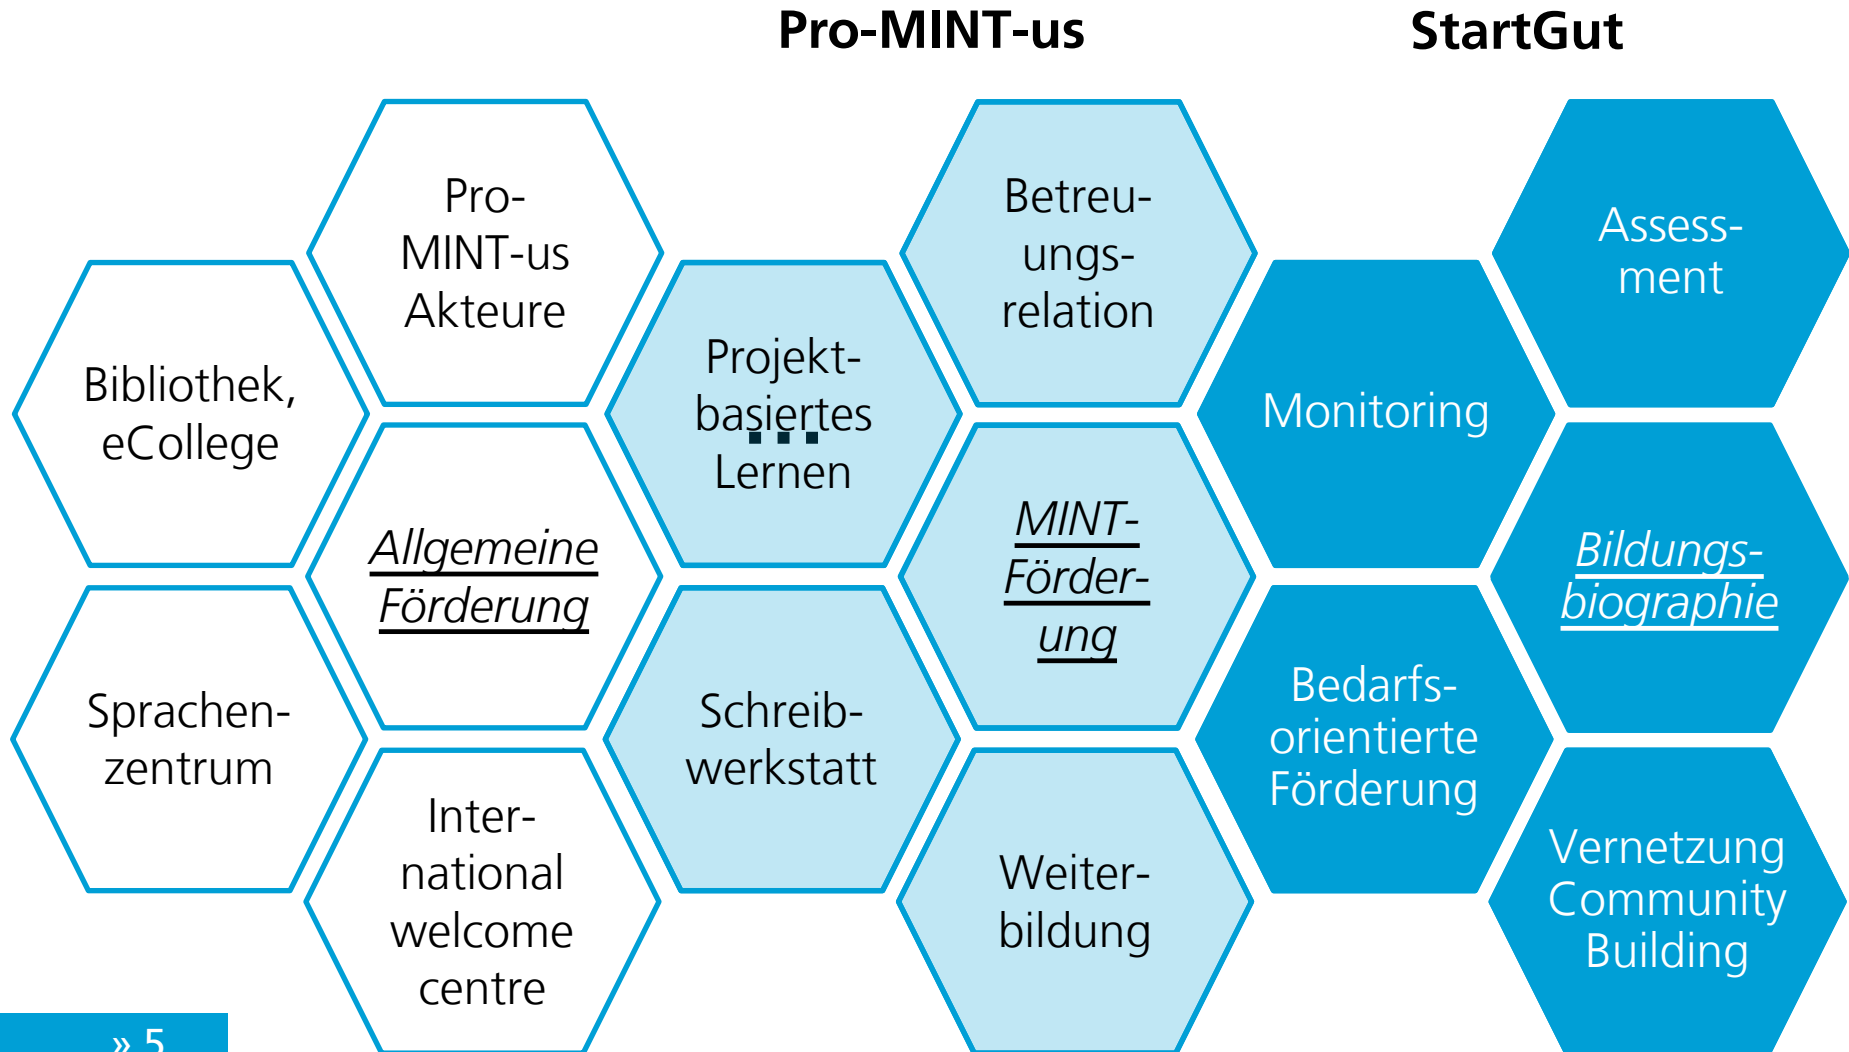 Pro-MINT-us
StartGut
Pro-
MINT-us
Akteure
Bibliothek,
eCollege
Allgemeine
Förderung
Sprachen-
zentrum
Inter-
national
welcome
centre
Betreu-
ungs-
relation
Projekt-
basiertes
...
Lernen
MINT-
Förder-
ung
Schreib-
werkstatt
Weiter-
bildung
Assess-
ment
Monitoring
Bildungs-
biographie
Bedarfs-
orientierte
Förderung
Vernetzung
Community
Building
» 5